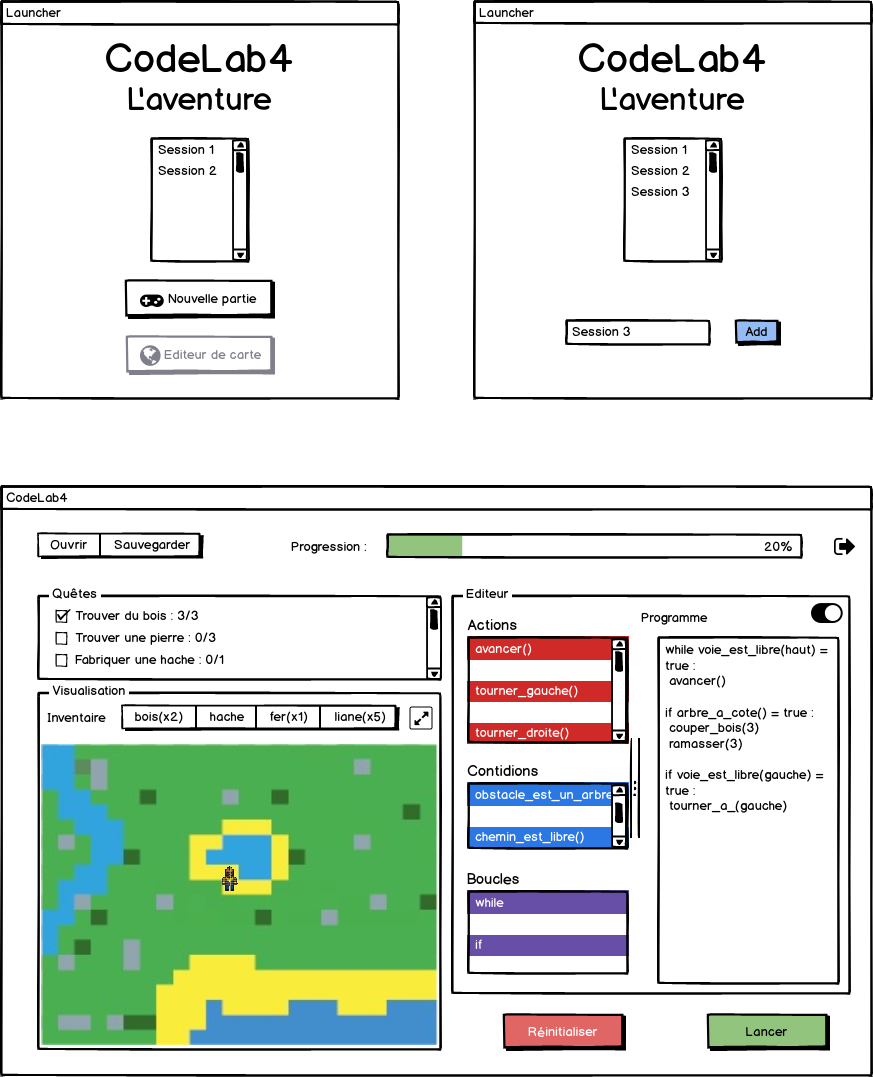 Launcher
CodeLab4
L'aventure
Session 1
Session 2
Nouvelle partie
Editeur de carte
Launcher
CodeLab4
L'aventure
Session 1
Session 2
Session 3
Session 3
Add
CodeLab4
Ouvrir
Sauvegarder
Progression :
20%
Quêtes
Trouver du bois : 3/3
Trouver une pierre : 0/3
Fabriquer une hache : 0/1
Visualisation
Inventaire
bois(x2)
hache
fer(x1)
liane(x5)
Editeur
Actions
avancer()
tourner_gauche()
tourner_droite()
Contidions
obstacle_est_un_arbre
chemin_est_libre()
Boucles
while
if
Programme
while voie_est_libre(haut) =
true :
avancer()
if arbre_a_cote() = true :
couper_bois(3)
ramasser(3)
if voie_est_libre(gauche) =
true :
tourner_a_(gauche)
Réinitialiser
Lancer